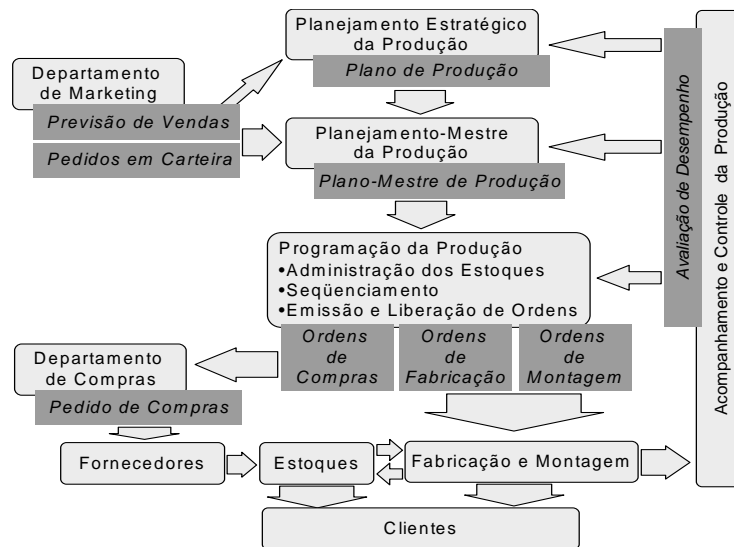 Planejamento Estratégico
da Produção
Plano de Produção
Departamento
de Marketing
Previsão de Vendas
Pedidos em Carteira
Planejamento-Mestre
da Produção
Plano-Mestre de Produção
Programação da Produção
•Administração dos Estoques
•Seqüenciamento
•Emissão e Liberação de Ordens
Ordens
de
Compras
Ordens
de
Fabricação
Ordens
de
Montagem
Departamento
de Compras
Pedido de Compras
Fornecedores
Estoques
Fabricação e Montagem
Clientes
Avaliação de Desempenho
Acompanhamento e Controle da Produção